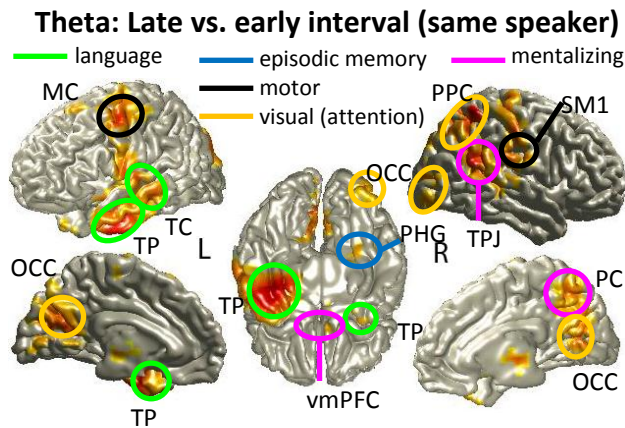 Theta: Late vs. early interval (same speaker)
language
episodic memory
mentalizing
motor
visual (attention)
MC
PPC
SM1
OCC
TC
TP
L
PHG
R
TPJ
OCC
PC
TP
TP
OCC
vmPFC
TP